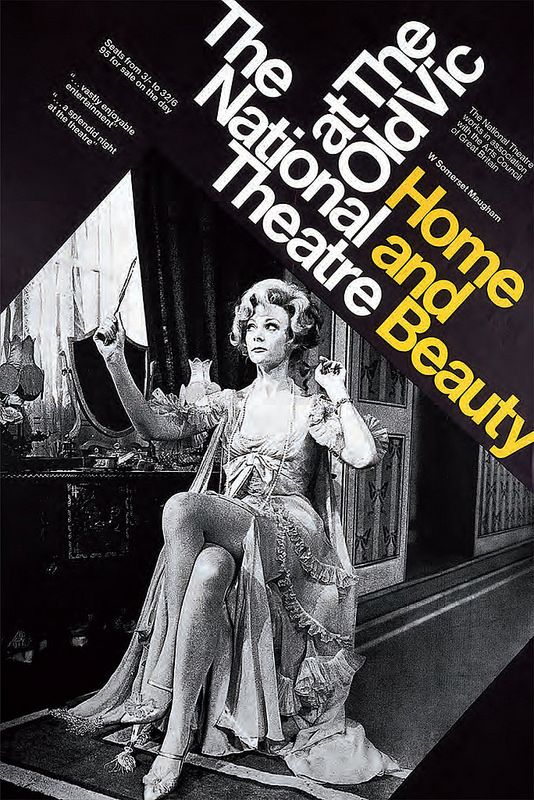 The
National
Theatre
at The
Old Vic
Home
and
Beauty
W Somerset Maugham
The National Theatre
works in association
with the Arts Council
of Great Britain
Seats from 3/- to 32/6
95 for sale on the day
"... vastly enjoyable
entertainment"
"... a splendid night
at the theatre"